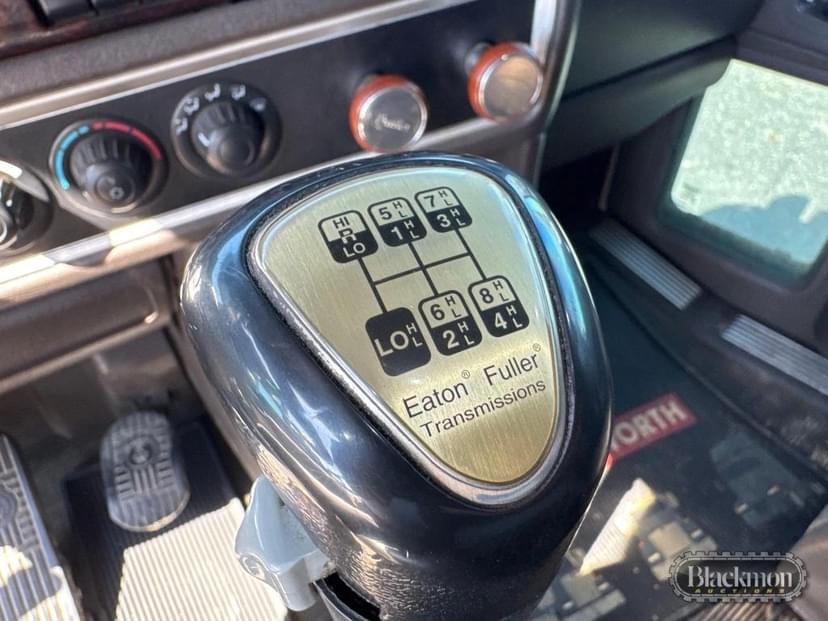 HI 5 H L 7 H L
R LO 1 H L 3 H L
LO H L 6 H L 8 H L
2 H L 4 H L
Eaton® Fuller®
Transmissions
ORTH
Blackmon
AUCTIONS